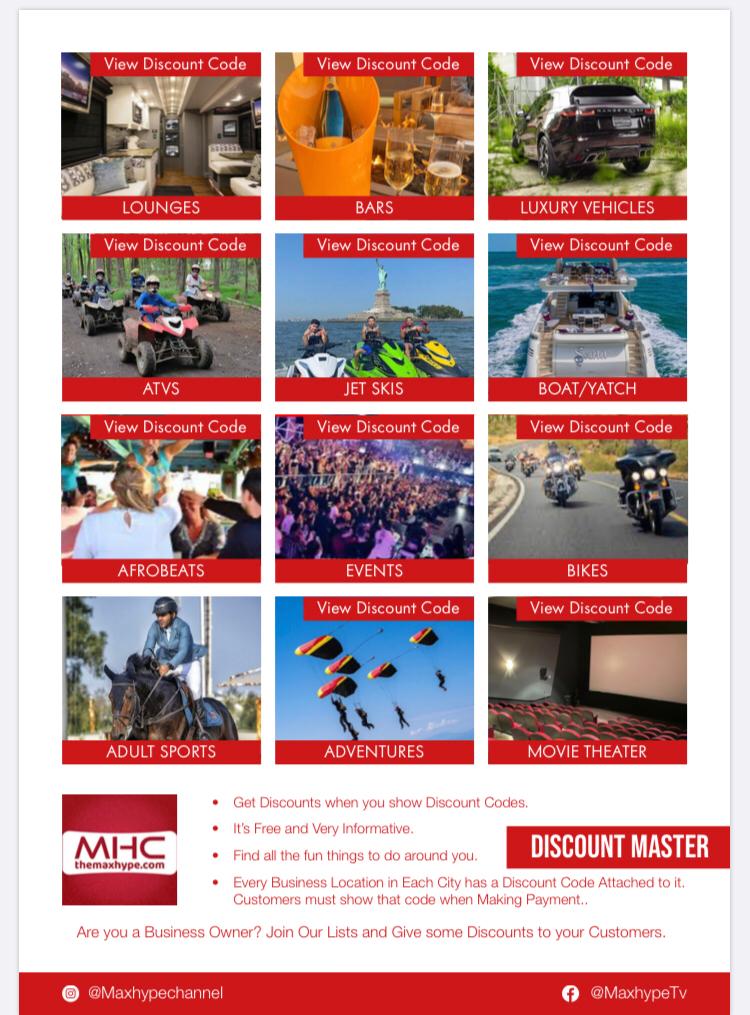 View Discount Code
View Discount Code
View Discount Code
LOUNGES
BARS
LUXURY VEHICLES
View Discount Code
View Discount Code
View Discount Code
ATVS
JET SKIS
BOAT/YATCH
View Discount Code
View Discount Code
View Discount Code
AFROBEATS
EVENTS
BIKES
View Discount Code
View Discount Code
ADULT SPORTS
ADVENTURES
MOVIE THEATER
MHC
themaxhype.com
• Get Discounts when you show Discount Codes.
• It's Free and Very Informative.
• Find all the fun things to do around you.
DISCOUNT MASTER
• Every Business Location in Each City has a Discount Code Attached to it.
Customers must show that code when Making Payment..
Are you a Business Owner? Join Our Lists and Give some Discounts to your Customers.
@Maxhypechannel
@MaxhypeTv